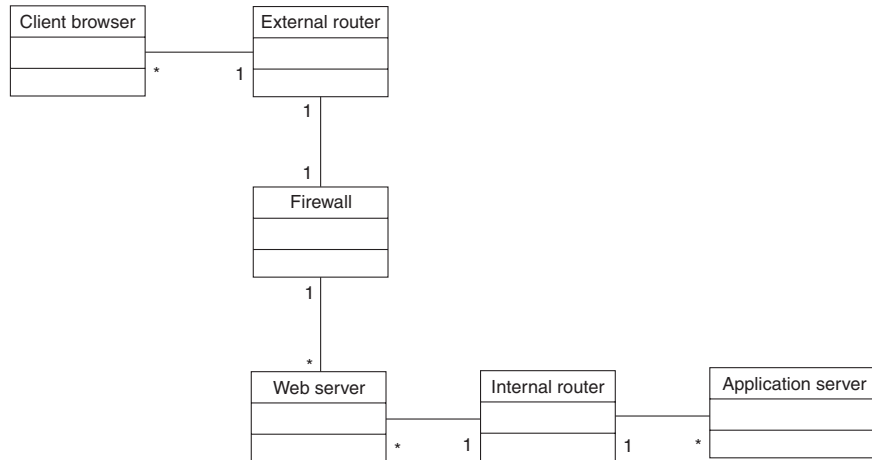 Client browser
External router
*
1
1
1
Firewall
1
*
Web server
Internal router
Application server
*
1
1
*